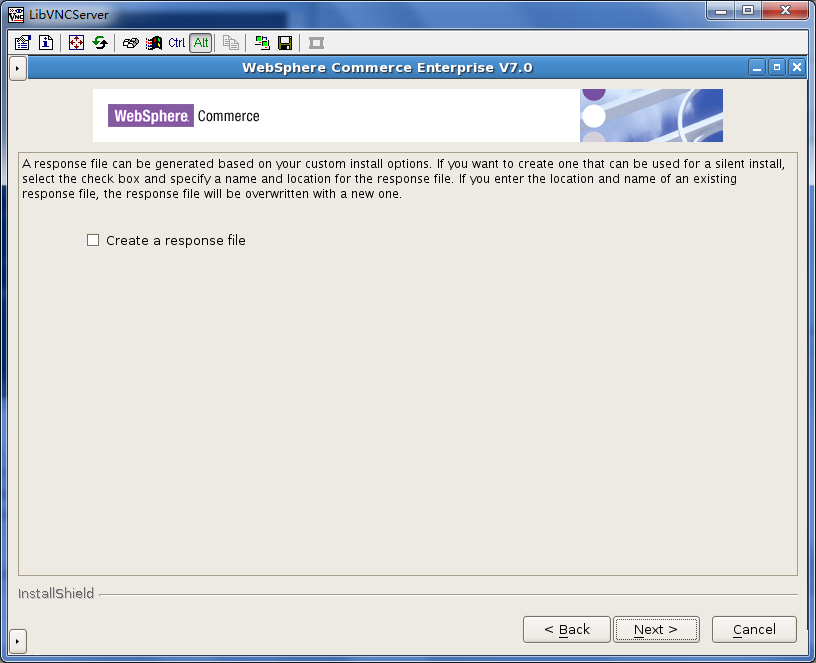 LibVNCServer
Ctrl Alt
WebSphere Commerce Enterprise V7.0
WebSphere. Commerce
A response file can be generated based on your custom install options. If you want to create one that can be used for a silent install,
select the check box and specify a name and location for the response file. If you enter the location and name of an existing
response file, the response file will be overwritten with a new one.
Create a response file
InstallShield
< Back
Next >
Cancel